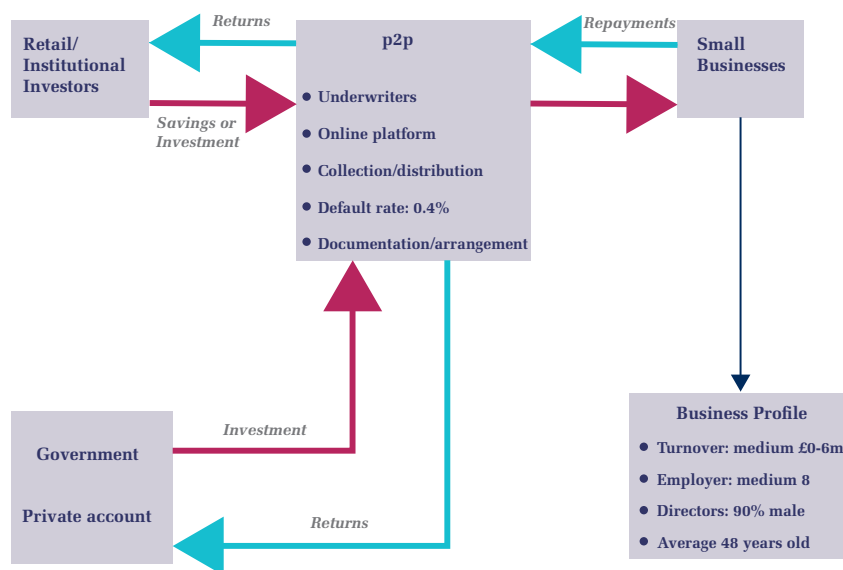 Returns
Repayments
Retail/
Institutional
Investors
p2p
Small
Businesses
Savings or
Investment
Underwriters
Online platform
Collection/distribution
Default rate: 0.4%
Documentation/arrangement
Investment
Government
Private account
Returns
Business Profile
Turnover: medium £0-6m
Employer: medium 8
Directors: 90% male
Average 48 years old